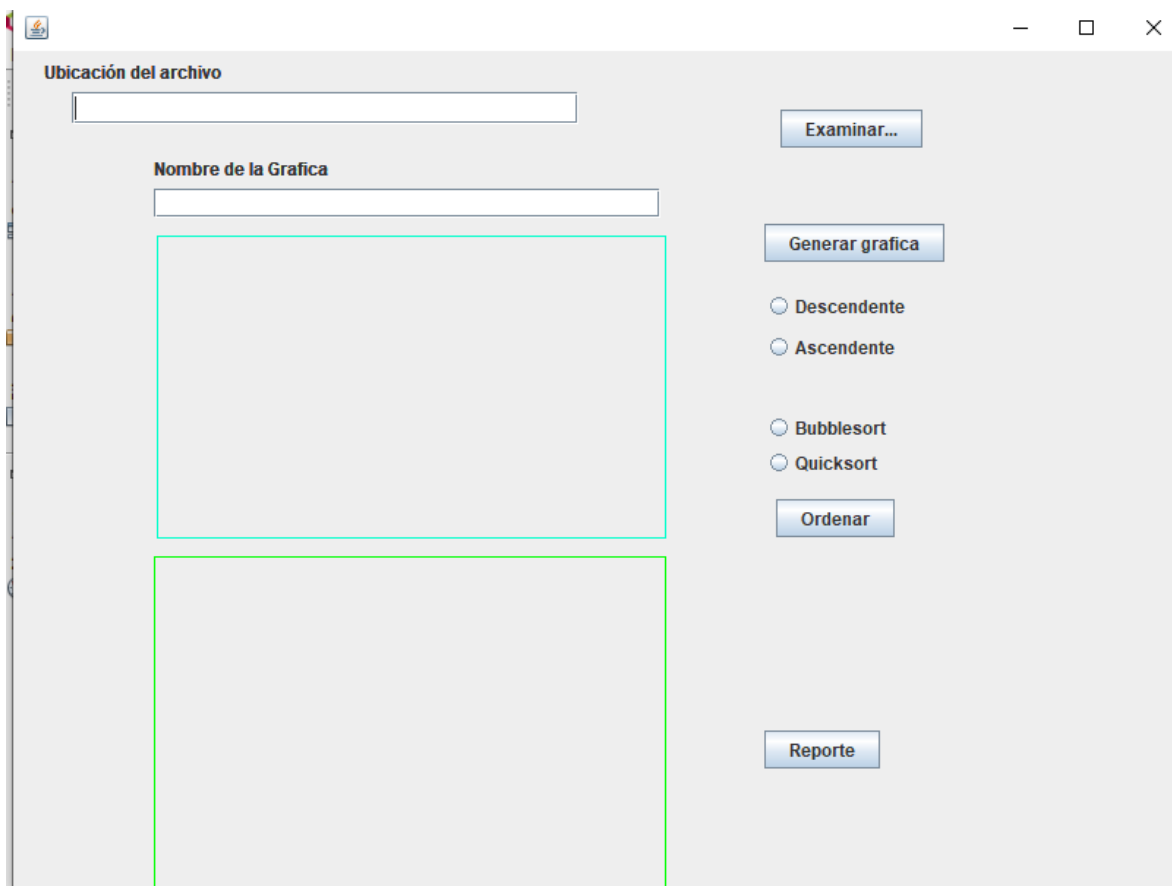 Ubicación del archivo
Examinar...
Nombre de la Grafica
Generar grafica
Descendente
Ascendente
Bubblesort
Quicksort
Ordenar
Reporte